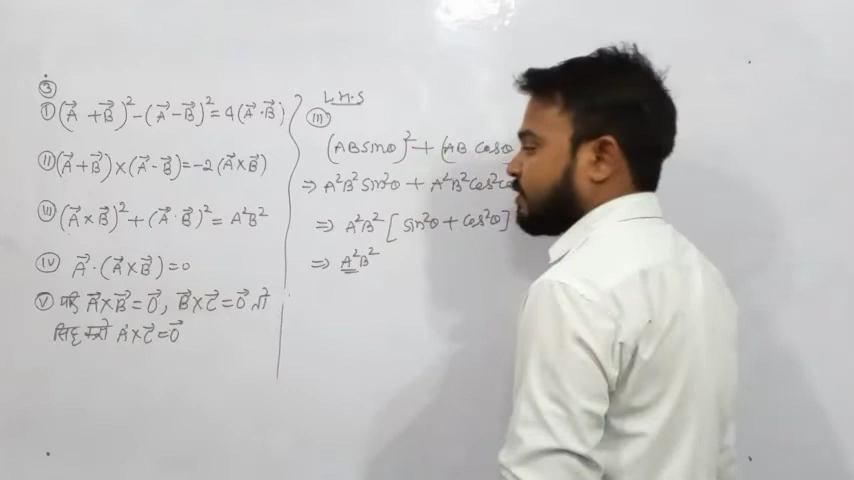 ③
Ⓘ (A⃗ + B⃗)² - (A⃗ - B⃗)² = 4(A⃗ · B⃗)
Ⓘⓘ (A⃗ + B⃗) × (A⃗ - B⃗) = -2(A⃗ × B⃗)
Ⓘⓘⓘ (A⃗ × B⃗)² + (A⃗ · B⃗)² = A²B²
ⒾⓋ A⃗ · (A⃗ × B⃗) = 0
Ⓥ यदि A⃗ × B⃗ = 0⃗, B⃗ × C⃗ = 0⃗ तो
सिद्ध करो A⃗ × C⃗ = 0⃗
L.H.S
Ⓘⓘⓘ
(AB sinθ)² + (AB cosθ
⇒ A²B² sin²θ + A²B² cos²
⇒ A²B² [sin²θ + cos²θ]
⇒ A²B²